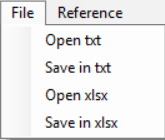 File Reference
Open txt
Save in txt
Open xlsx
Save in xlsx